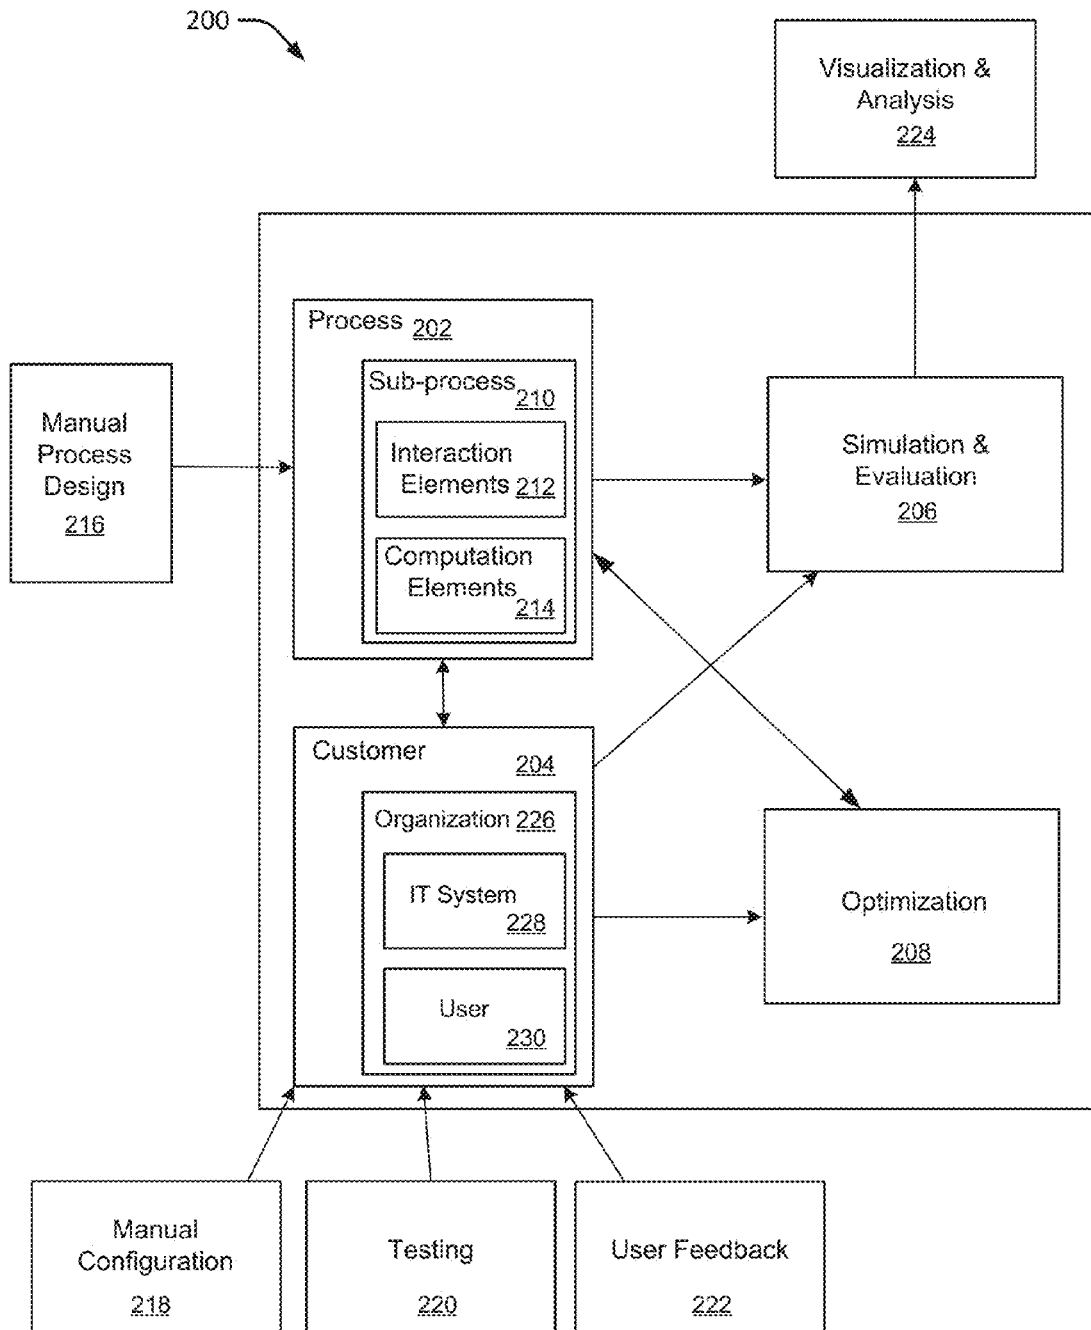 200
Visualization &
Analysis
224
Process 202
Sub-process
210
Interaction
Elements 212
Computation
Elements
214
Manual
Process
Design
216
Simulation &
Evaluation
206
Customer
204
Organization 226
IT System
228
User
230
Optimization
208
Manual
Configuration
218
Testing
220
User Feedback
222